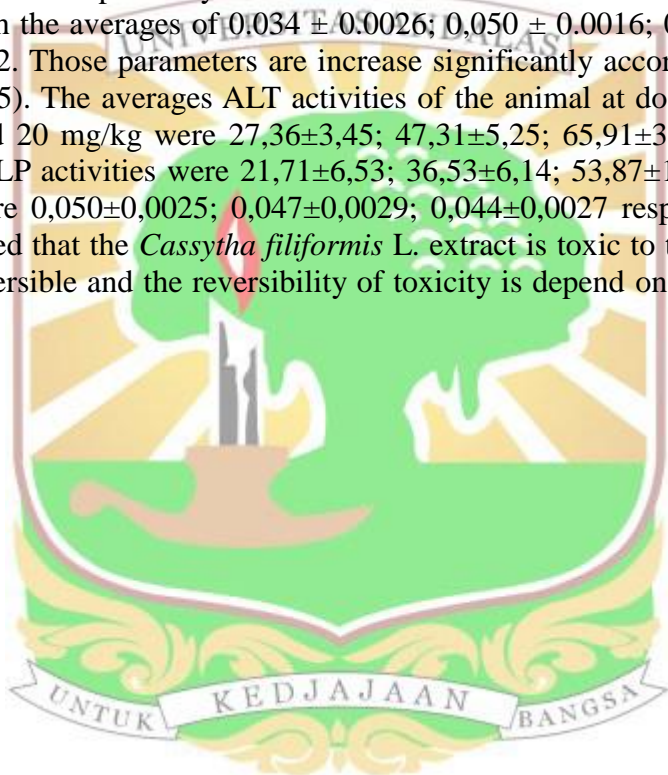 n the averages of 0.034 ± 0.0026; 0,050 ± 0.0016; 0
UNIVERSITAS ANDALAS
2. Those parameters are increase significantly accor
5). The averages ALT activities of the animal at do
d 20 mg/kg were 27,36±3,45; 47,31±5,25; 65,91±3
LP activities were 21,71±6,53; 36,53±6,14; 53,87±1
re 0,050±0,0025; 0,047±0,0029; 0,044±0,0027 resp
ed that the Cassytha filiformis L. extract is toxic to t
ersible and the reversibility of toxicity is depend on
UNTUK KEDJAJAAN BANGSA